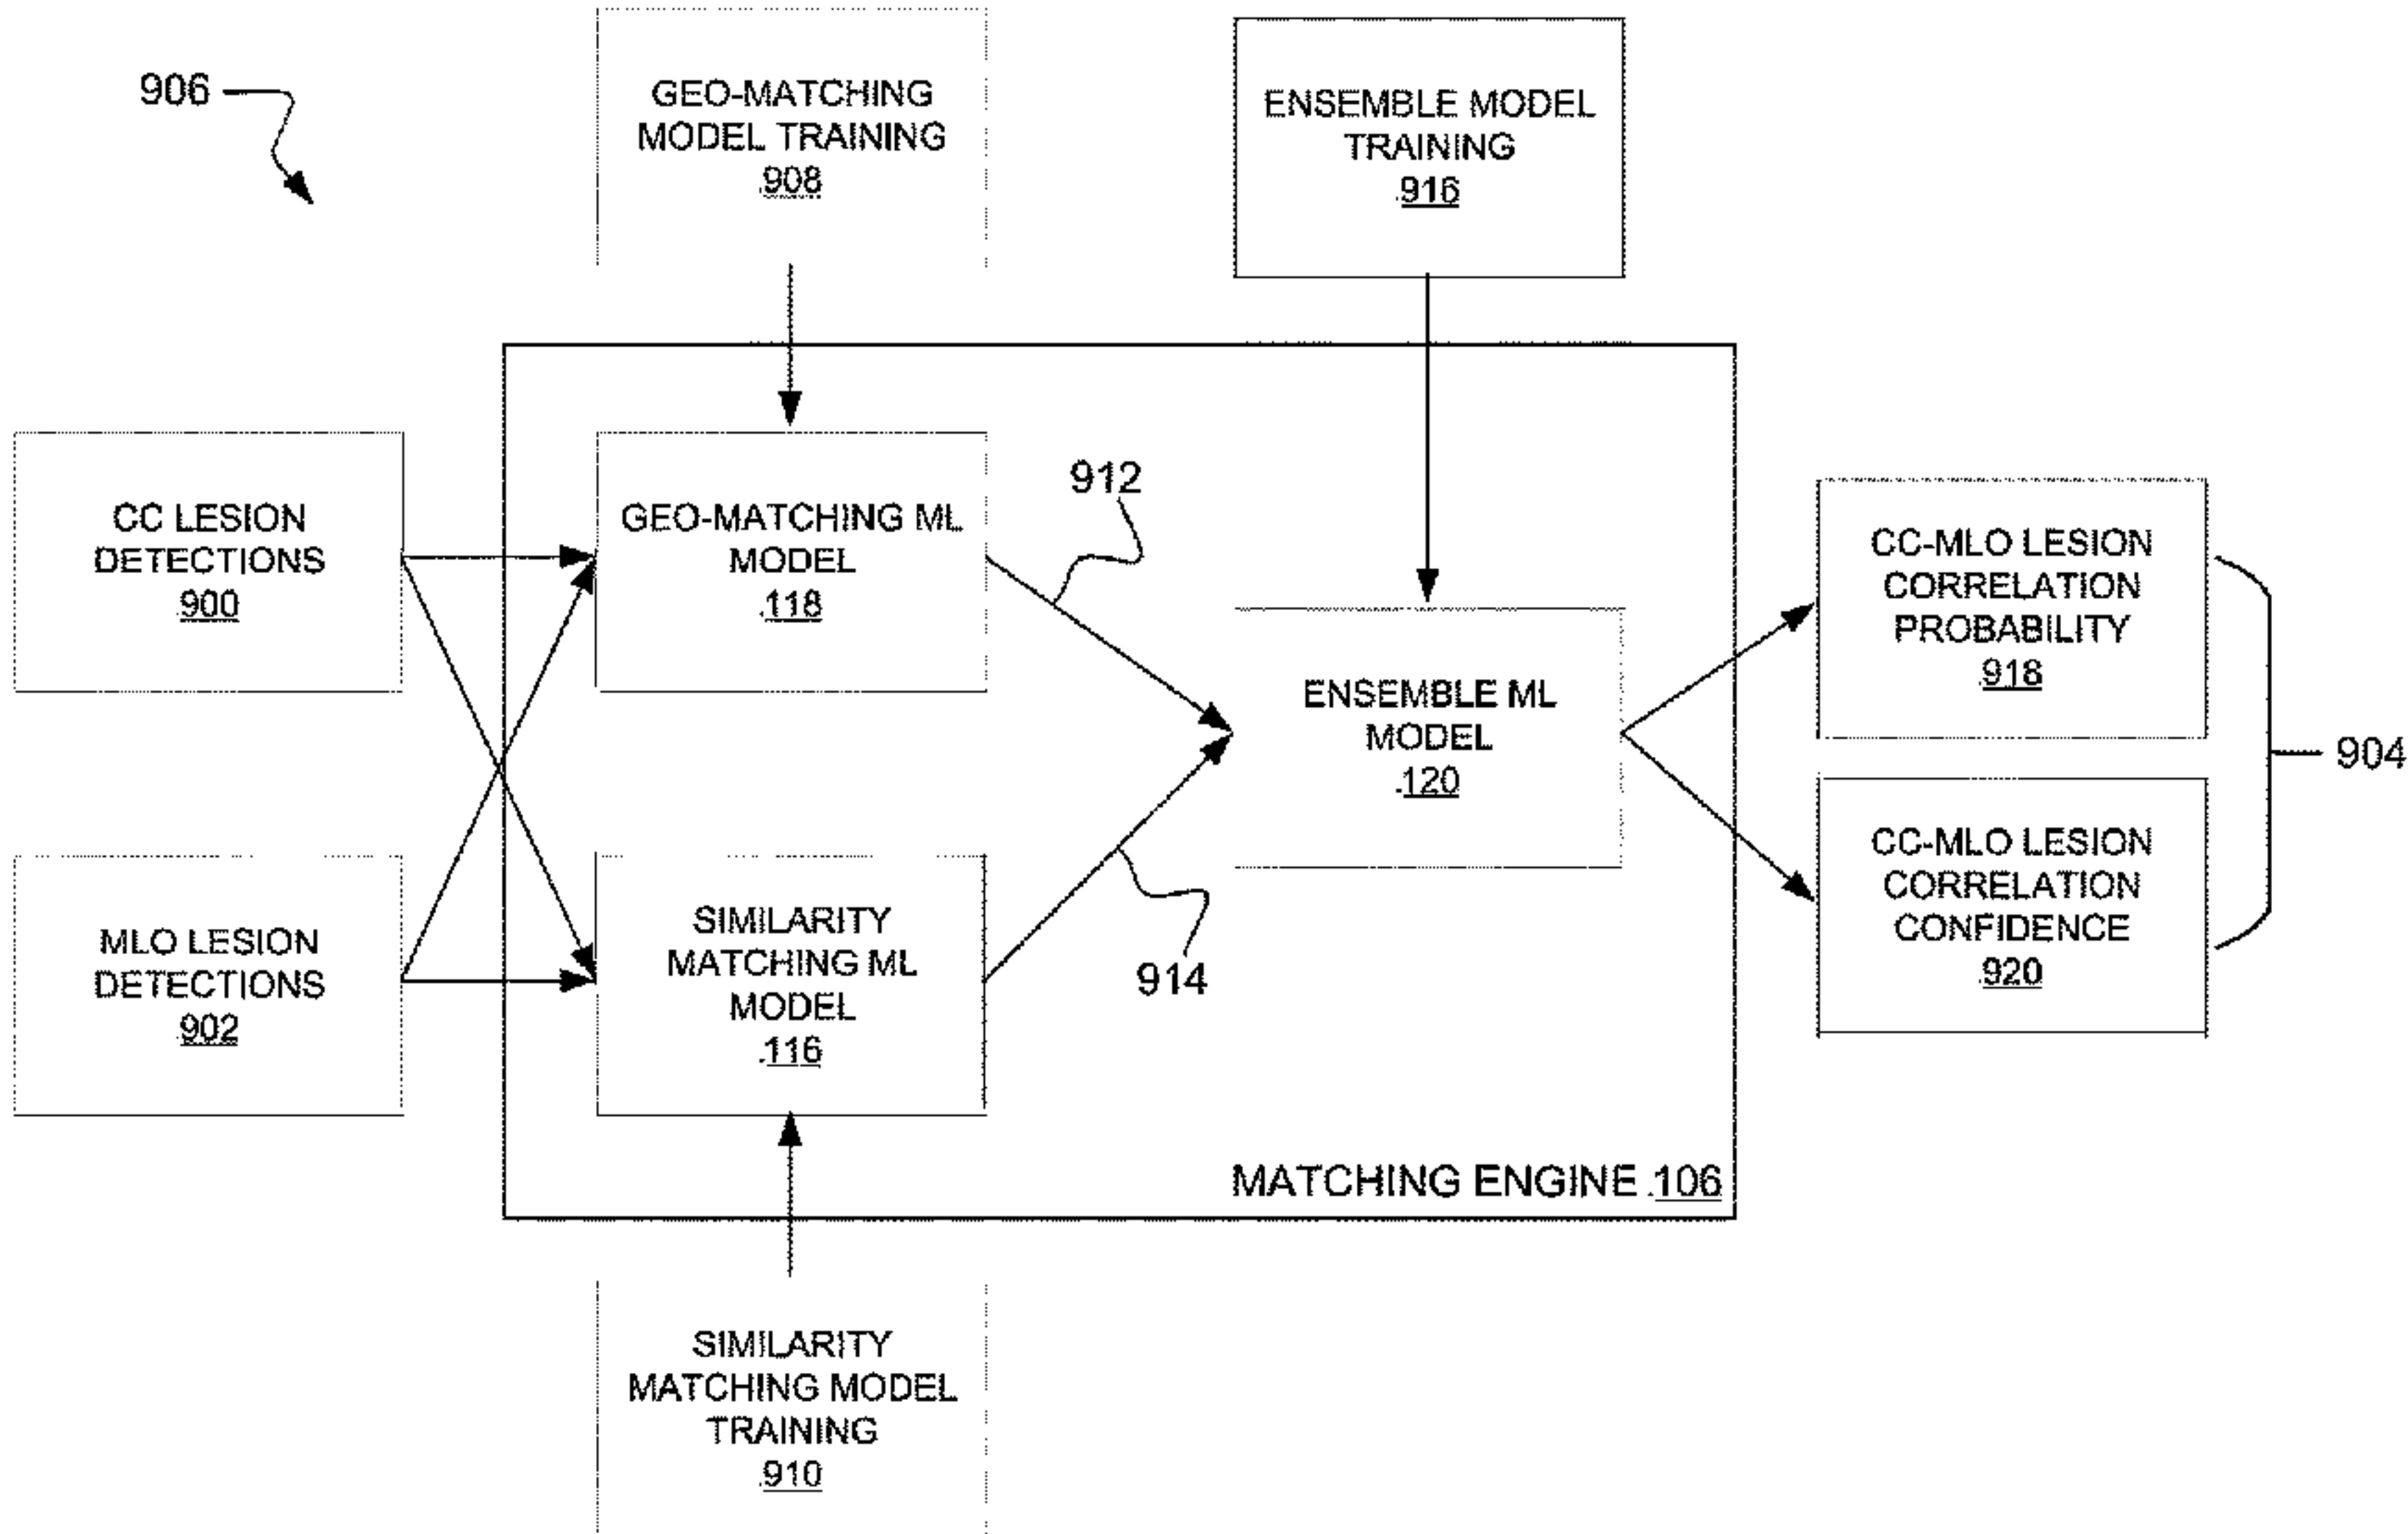 906
GEO-MATCHING
MODEL TRAINING
908
ENSEMBLE MODEL
TRAINING
916
CC LESION
DETECTIONS
900
GEO-MATCHING ML
MODEL
118
912
CC-MLO LESION
CORRELATION
PROBABILITY
918
ENSEMBLE ML
MODEL
120
904
MLO LESION
DETECTIONS
902
SIMILARITY
MATCHING ML
MODEL
116
914
CC-MLO LESION
CORRELATION
CONFIDENCE
920
MATCHING ENGINE 106
SIMILARITY
MATCHING MODEL
TRAINING
910